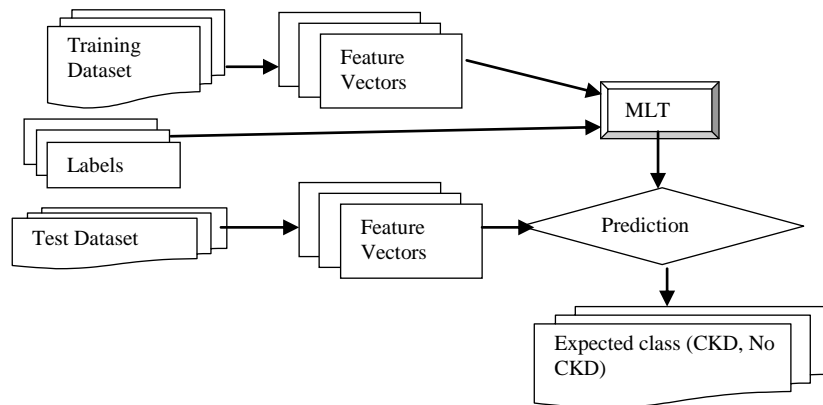 Training
Dataset
Feature
Vectors
MLT
Labels
Test Dataset
Feature
Vectors
Prediction
Expected class (CKD, No
CKD)